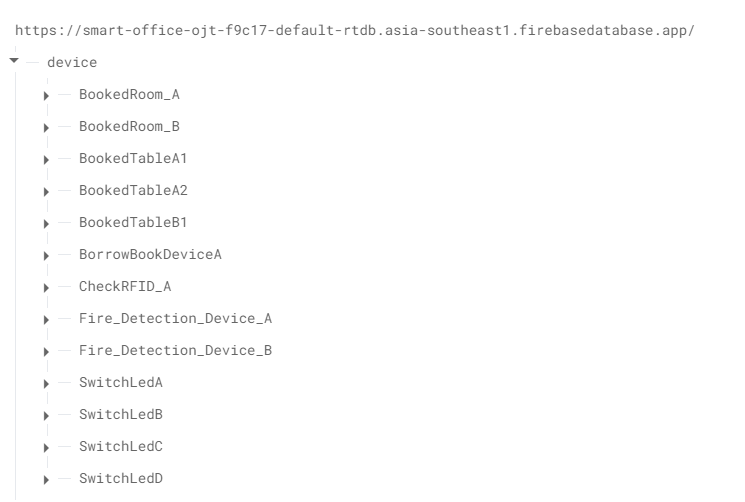 https://smart-office-ojt-f9c17-default-rtdb.asia-southeast1.firebasedatabase.app/
device
BookedRoom_A
BookedRoom_B
BookedTableA1
BookedTableA2
BookedTableB1
BorrowBookDeviceA
CheckRFID_A
Fire_Detection_Device_A
Fire_Detection_Device_B
SwitchLedA
SwitchLedB
SwitchLedC
SwitchLedD